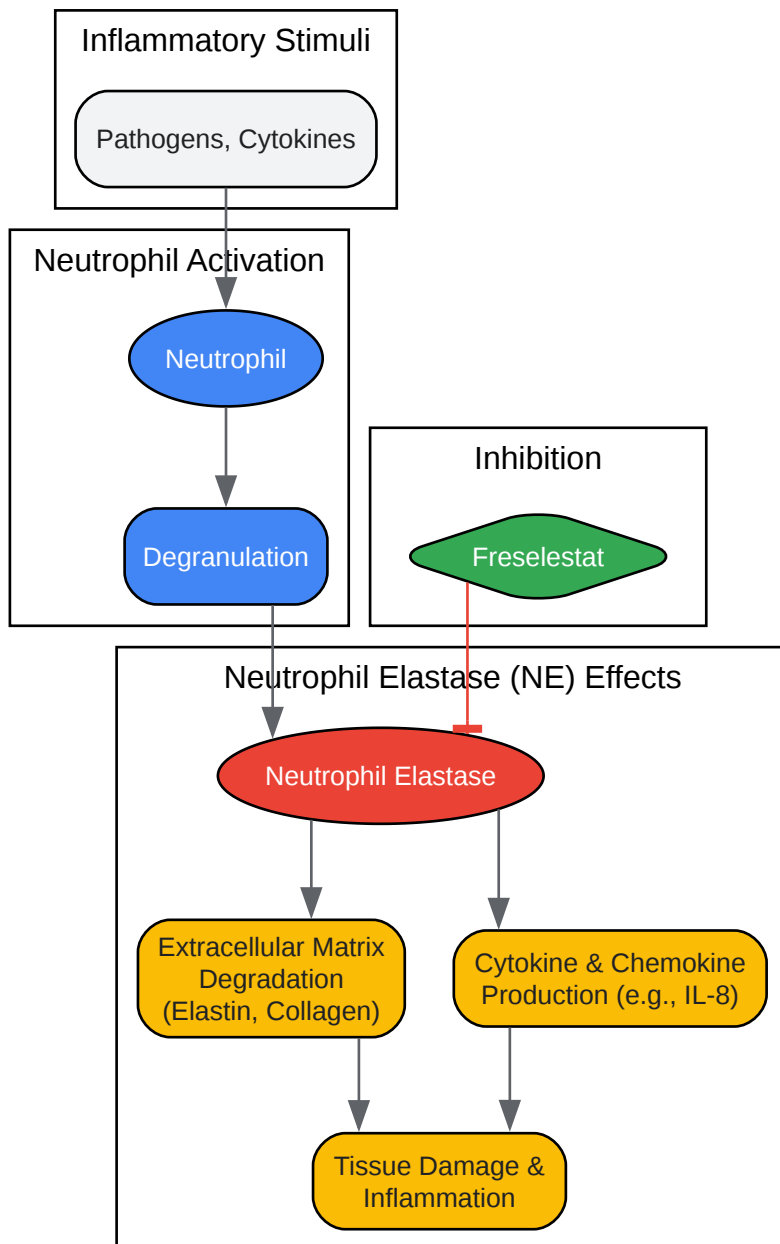 Inflammatory Stimuli
Pathogens, Cytokines
Neutrophil Activation
Neutrophil
Degranulation
Inhibition
Freselestat
Neutrophil Elastase (NE) Effects
Neutrophil Elastase
Extracellular Matrix
Degradation
(Elastin, Collagen)
Cytokine & Chemokine
Production (e.g., IL-8)
Tissue Damage &
Inflammation